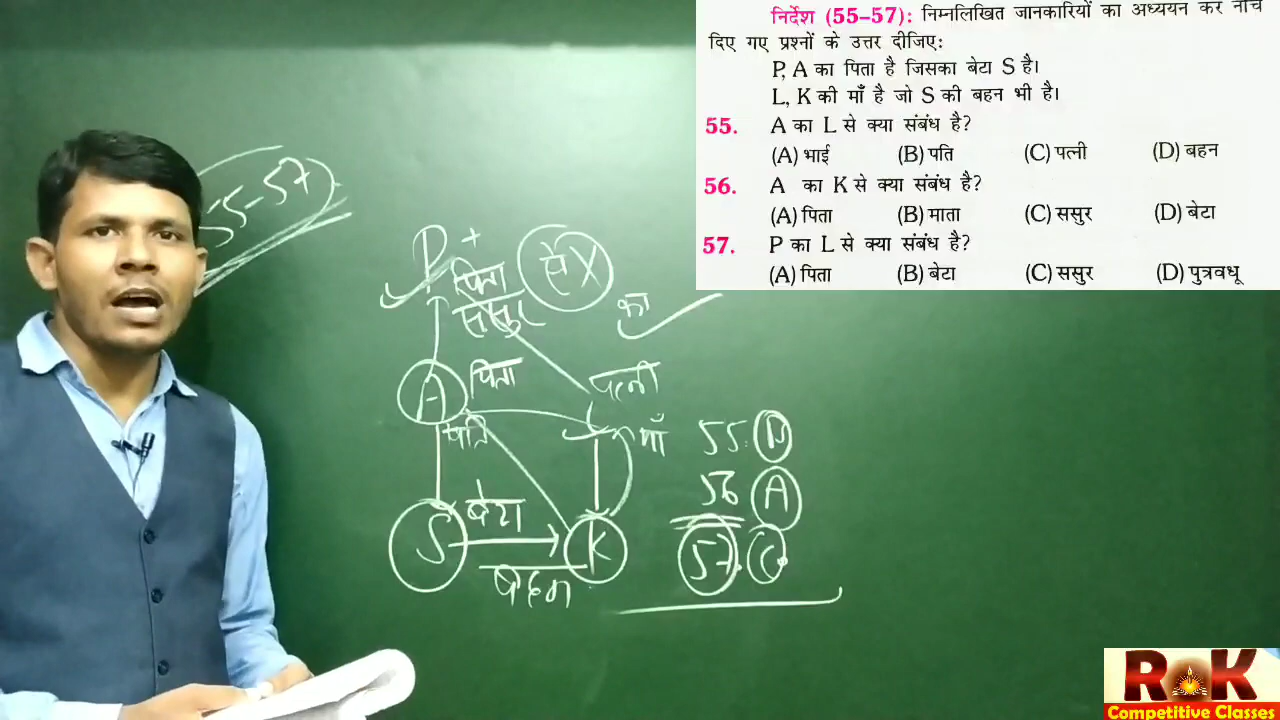 निर्देश (55–57): निम्नलिखित जानकारियों का अध्ययन कर नीचे
दिए गए प्रश्नों के उत्तर दीजिए:
P, A का पिता है जिसका बेटा S है।
L, K की माँ है जो S की बहन भी है।
55. A का L से क्या संबंध है?
(A) भाई (B) पति (C) पत्नी (D) बहन
56. A का K से क्या संबंध है?
(A) पिता (B) माता (C) ससुर (D) बेटा
57. P का L से क्या संबंध है?
(A) पिता (B) बेटा (C) ससुर (D) पुत्रवधू
55-57
P +
पिता
से X
ससुर
का
A पिता
पत्नी
पति
माँ
55.
56 A
S बेटा K
57. C
बहन
ROK
Competitive Classes